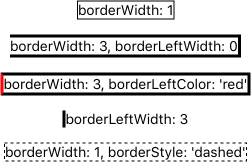 borderWidth: 1
borderWidth: 3, borderLeftWidth: 0
borderWidth: 3, borderLeftColor: 'red'
borderLeftWidth: 3
borderWidth: 1, borderStyle: 'dashed'